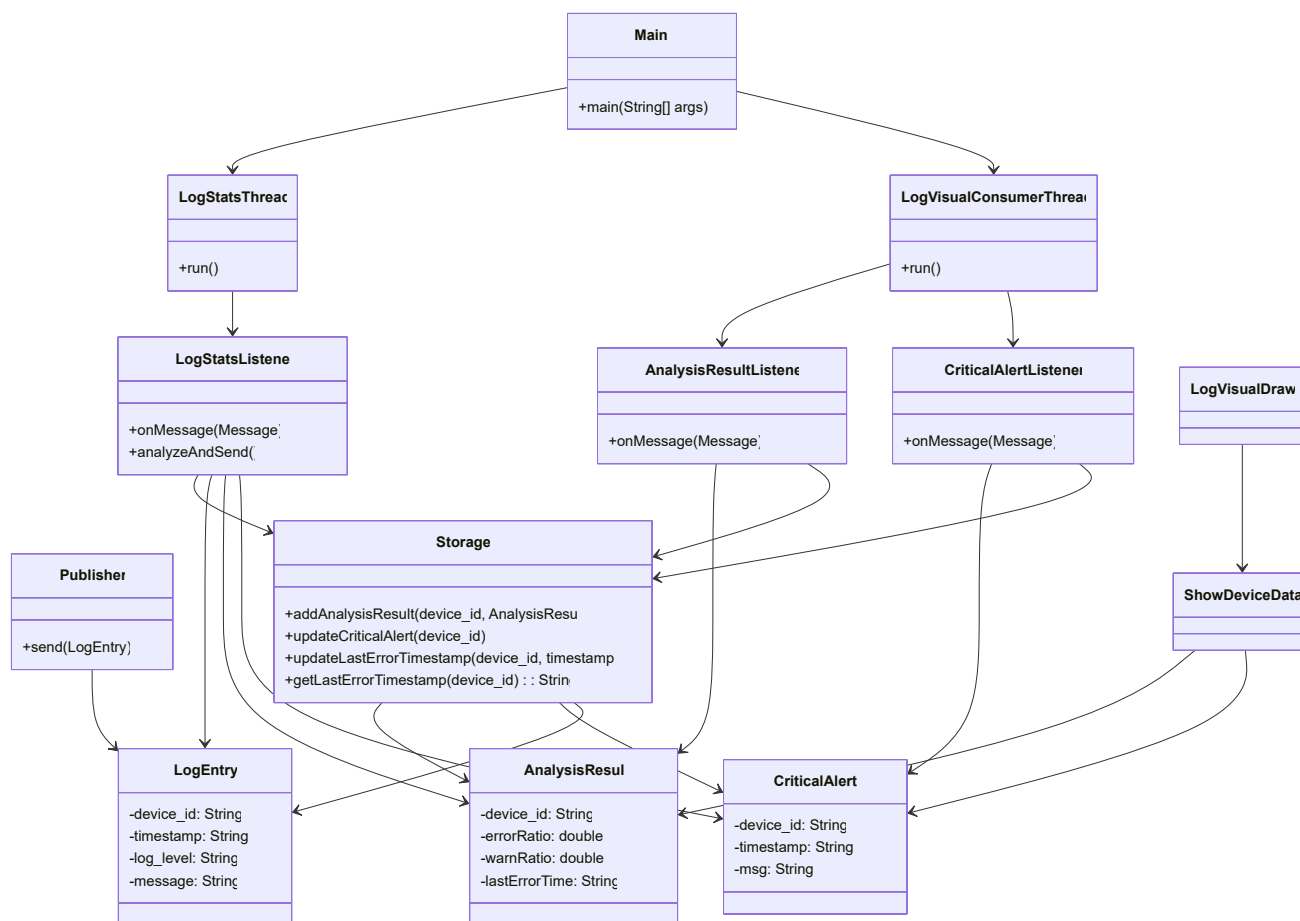 Main
+main(String[] args)
LogStatsThread
+run()
LogVisualConsumerThread
+run()
LogStatsListene
+onMessage(Message)
+analyzeAndSend(
AnalysisResultListene
+onMessage(Message)
CriticalAlertListener
+onMessage(Message)
LogVisualDraw
Storage
+addAnalysisResult(device_id, AnalysisResu
+updateCriticalAlert(device_id)
+updateLastErrorTimestamp(device_id, timestamp
+getLastErrorTimestamp(device_id) : : Strin
Publisher
+send(LogEntry)
ShowDeviceData
LogEntry
-device_id: String
-timestamp: String
-log_level: String
-message: String
AnalysisResul
-device_id: String
-errorRatio: double
-warnRatio: double
-lastErrorTime: String
CriticalAlert
-device_id: String
-timestamp: String
-msg: String